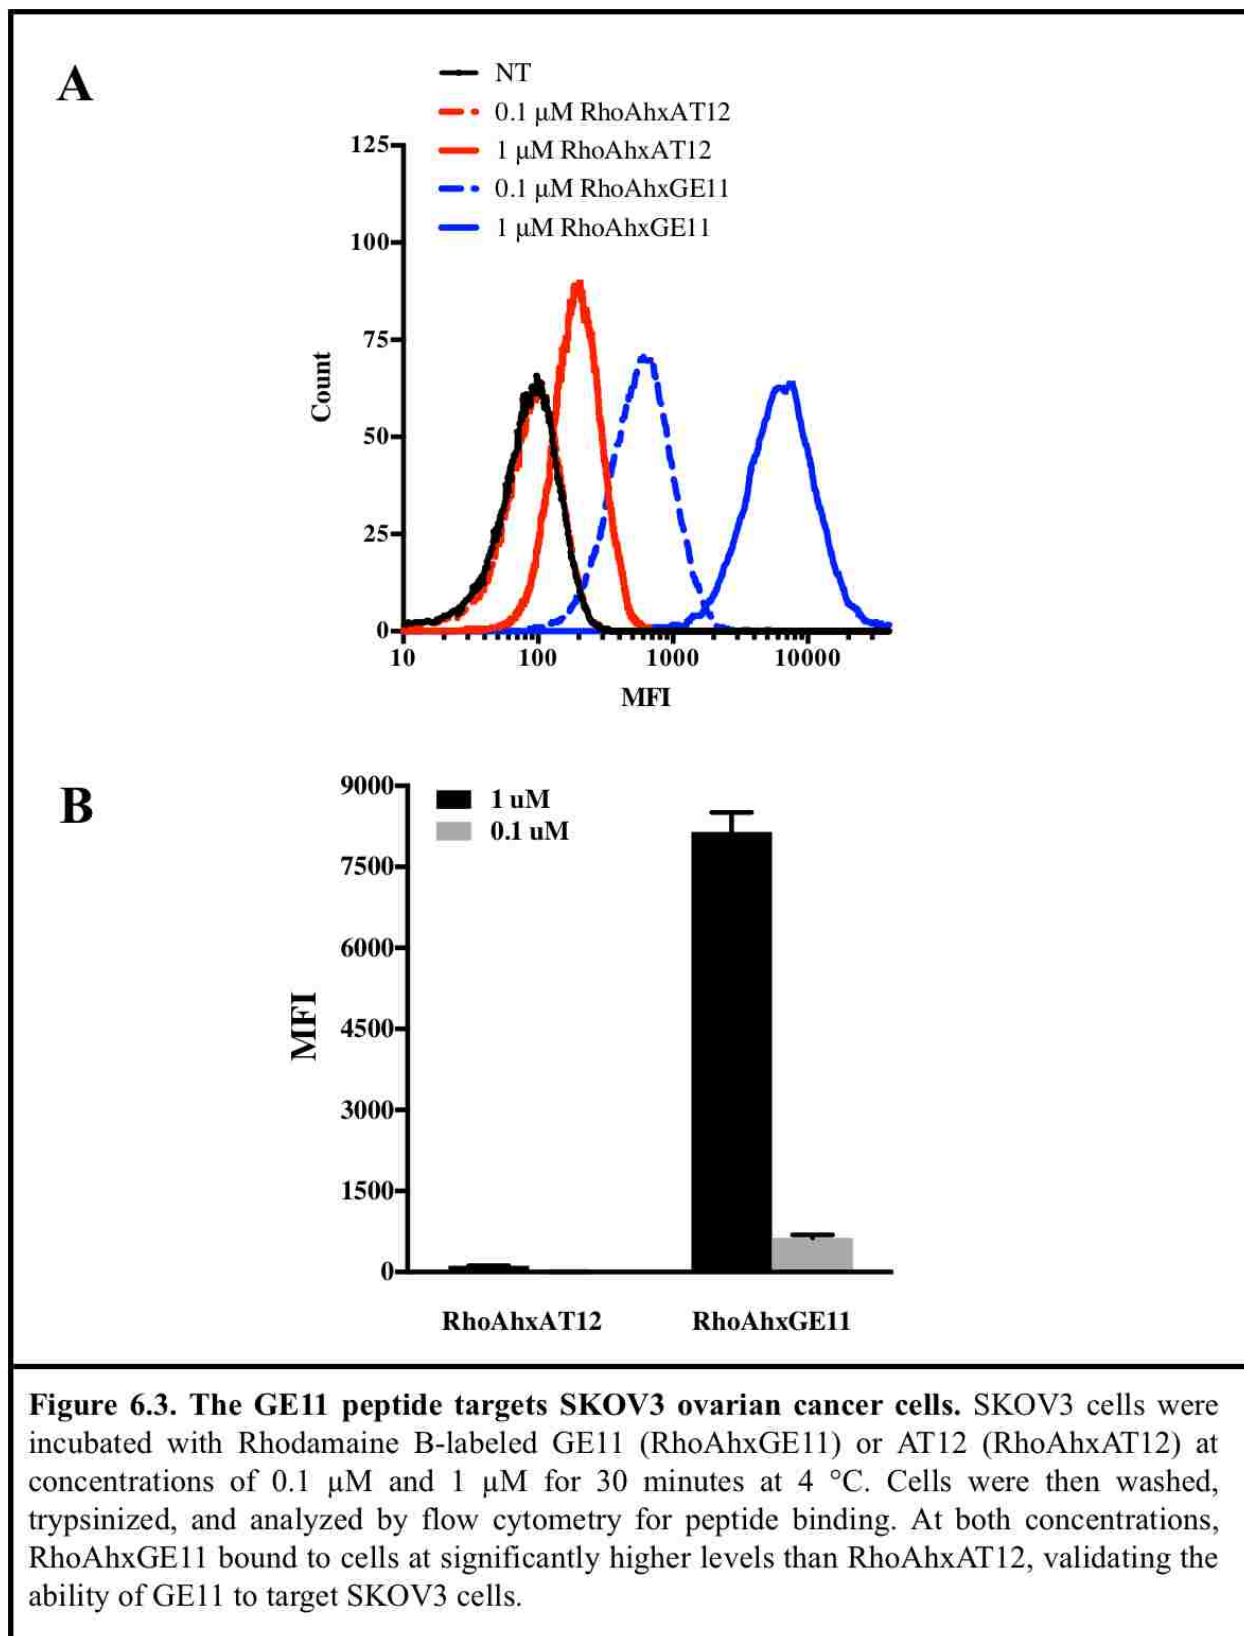 A
NT
0.1 µM RhoAhxAT12
1 µM RhoAhxAT12
0.1 µM RhoAhxGE11
1 µM RhoAhxGE11
125
100
75
50
25
0
Count
10 100 1000 10000
MFI
B
1 uM
0.1 uM
9000
7500
6000
4500
3000
1500
0
MFI
RhoAhxAT12 RhoAhxGE11
Figure 6.3. The GE11 peptide targets SKOV3 ovarian cancer cells. SKOV3 cells were
incubated with Rhodamaine B-labeled GE11 (RhoAhxGE11) or AT12 (RhoAhxAT12) at
concentrations of 0.1 µM and 1 µM for 30 minutes at 4 °C. Cells were then washed,
trypsinized, and analyzed by flow cytometry for peptide binding. At both concentrations,
RhoAhxGE11 bound to cells at significantly higher levels than RhoAhxAT12, validating the
ability of GE11 to target SKOV3 cells.